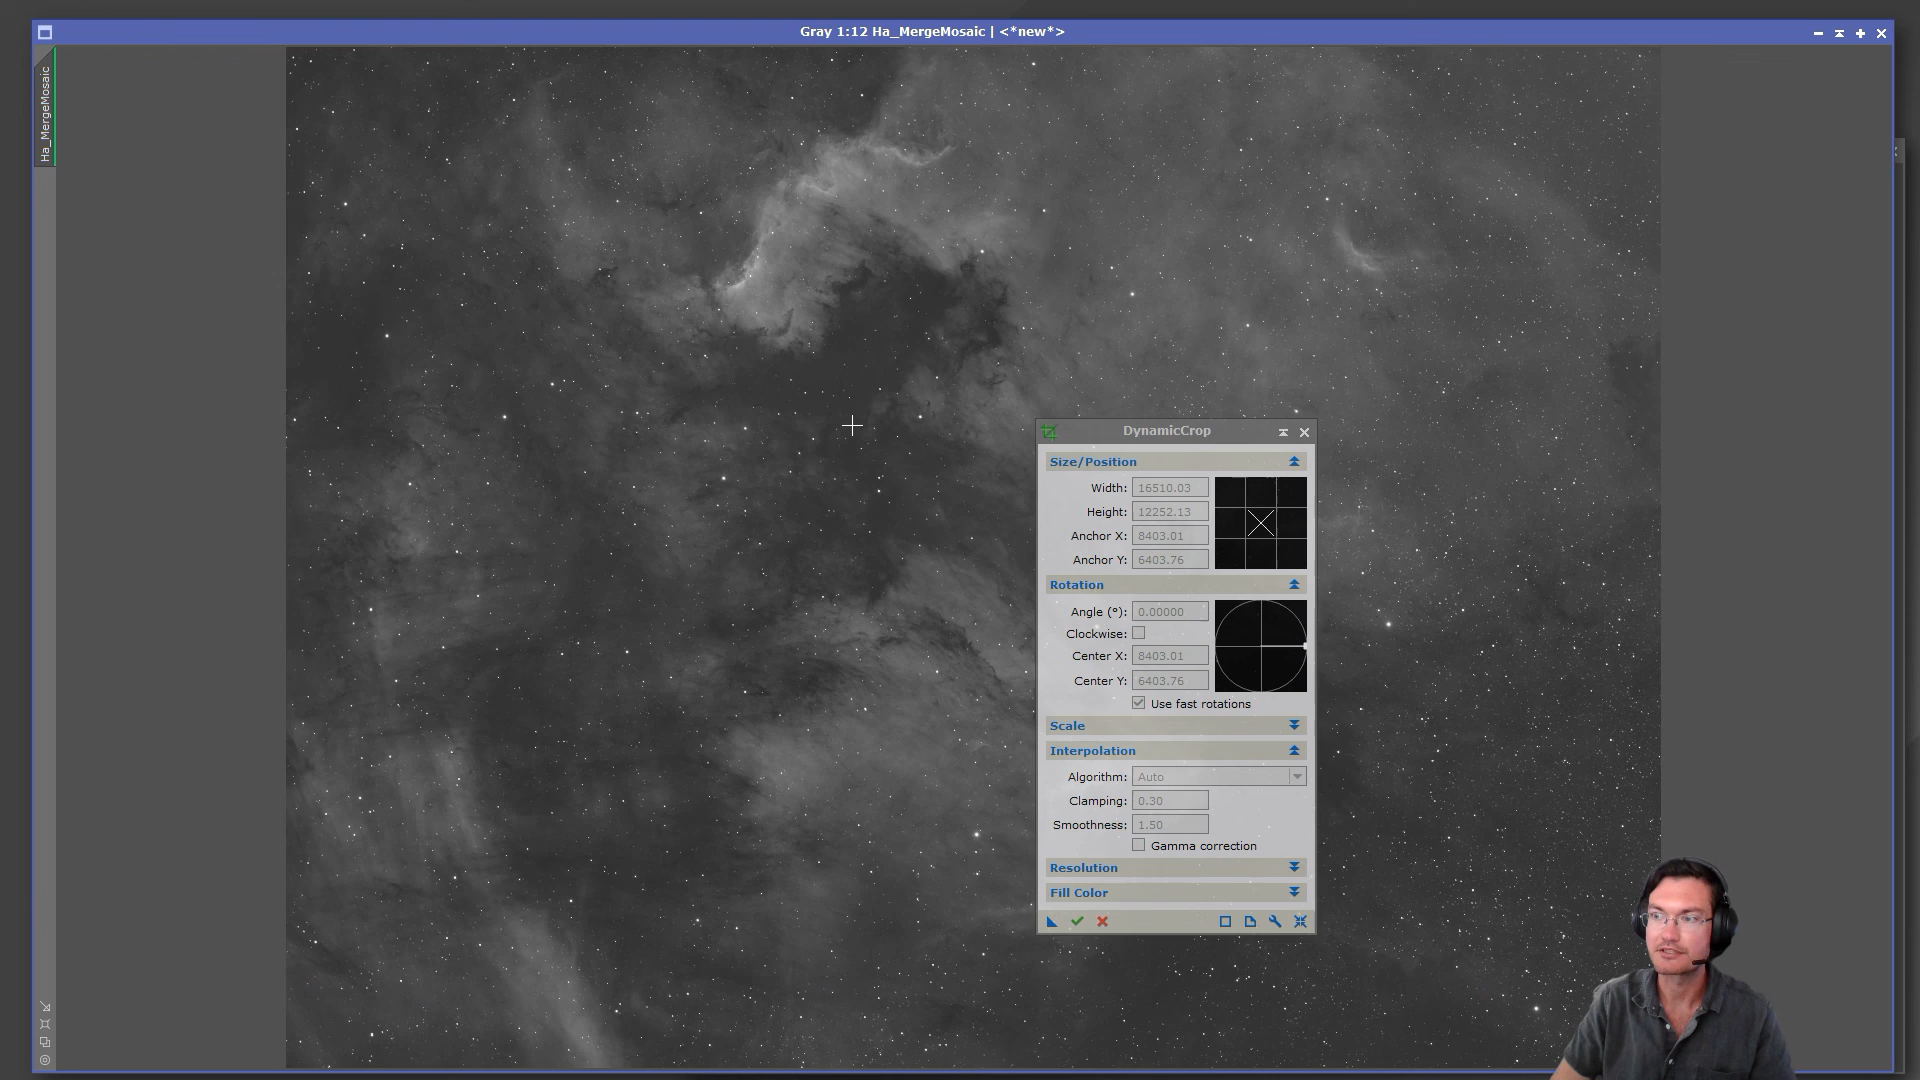 Gray 1:12 Ha_MergeMosaic | <*new*>
Ha_MergeMosaic
DynamicCrop
Size/Position
Width: 16510.03
Height: 12252.13
Anchor X: 8403.01
Anchor Y: 6403.76
Rotation
Angle (°): 0.00000
Clockwise:
Center X: 8403.01
Center Y: 6403.76
Use fast rotations
Scale
Interpolation
Algorithm: Auto
Clamping: 0.30
Smoothness: 1.50
Gamma correction
Resolution
Fill Color